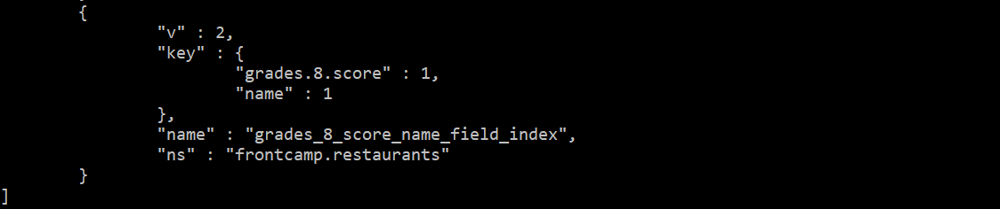 {
"v" : 2,
"key" : {
"grades.8.score" : 1,
"name" : 1
},
"name" : "grades_8_score_name_field_index",
"ns" : "frontcamp.restaurants"
}
]